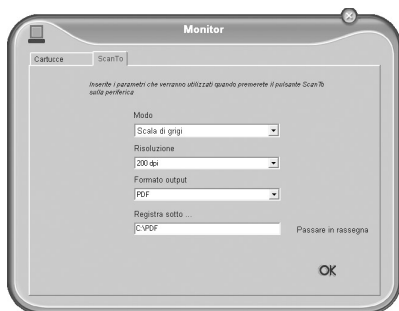 Monitor
Cartucce
ScanTo
Inserite i parametri che verranno utilizzati quando premerete il pulsante ScanTo
sulla periferica
Modo
Scala di grigi
Risoluzione
200 dpi
Formato output
PDF
Registra sotto ...
C:\PDF
Passare in rassegna
OK